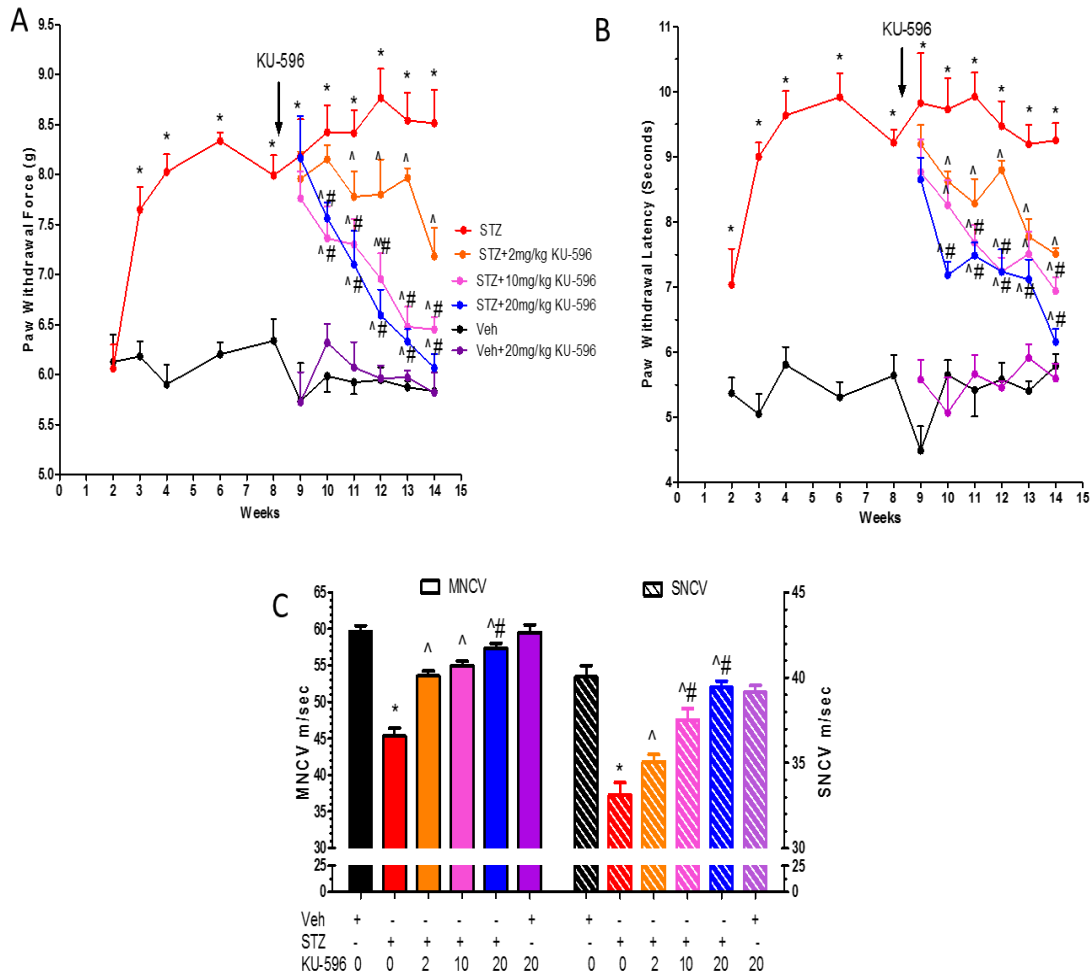 A
B
KU-596
KU-596
Paw Withdrawal Force (g)
9.5
9.0
8.5
8.0
7.5
7.0
6.5
6.0
5.5
5.0
* * * * * * * * * * *
^ ^ ^ ^
^# ^# ^# ^# ^#
^# ^# ^# ^# ^#
STZ
STZ+2mg/kg KU-596
STZ+10mg/kg KU-596
STZ+20mg/kg KU-596
Veh
Veh+20mg/kg KU-596
0 1 2 3 4 5 6 7 8 9 10 11 12 13 14 15
Weeks
Paw Withdrawal Latency (Seconds)
11
10
9
8
7
6
5
4
* * * * * * * * * * *
^ ^ ^ ^ ^
^ ^# ^# ^ ^#
^# ^# ^# ^# ^#
0 1 2 3 4 5 6 7 8 9 10 11 12 13 14 15
Weeks
C
MNCV
SNCV
MNCV m/sec
65
60
55
50
45
40
35
30
25
0
* ^ ^ ^#
* ^ ^# ^#
SNCV m/sec
45
40
35
30
25
0
Veh + - - - - + + - - - - +
STZ - + + + + - - + + + + -
KU-596 0 0 2 10 20 20 0 0 2 10 20 20